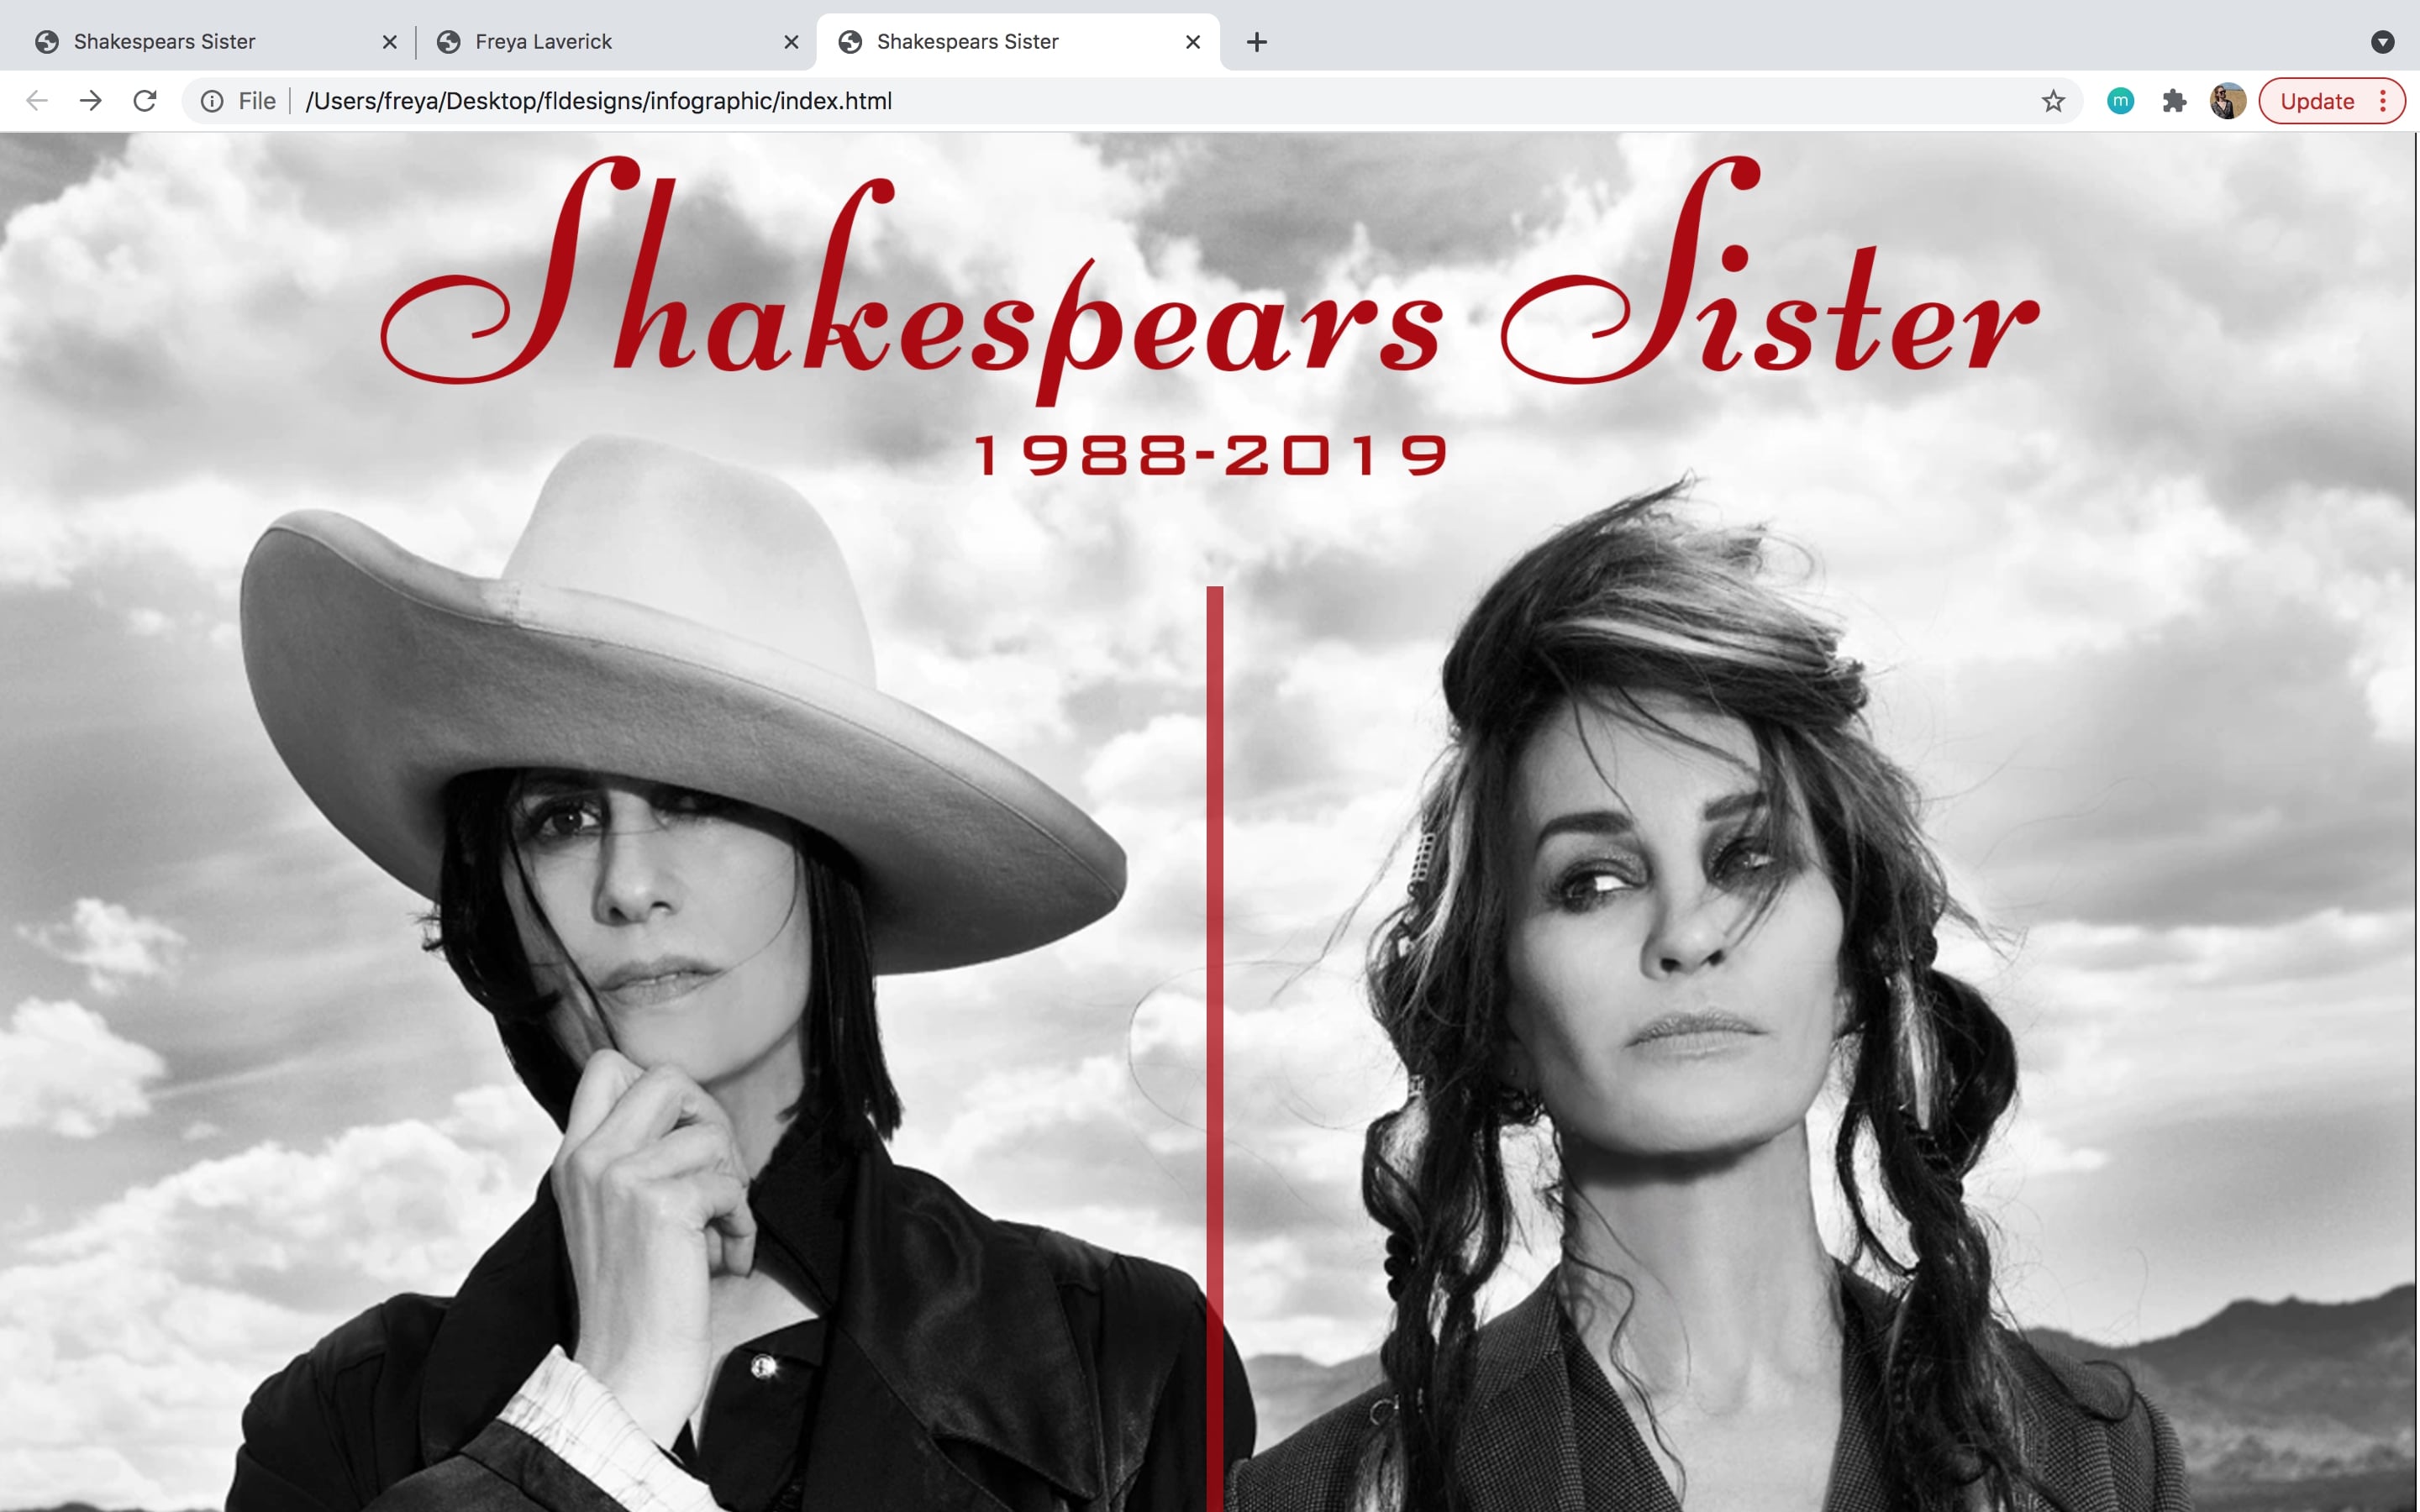 Shakespears Sister
Freya Laverick
Shakespears Sister
File
/Users/freya/Desktop/fldesigns/infographic/index.html
m
Update
Shakespears Sister
1988-2019